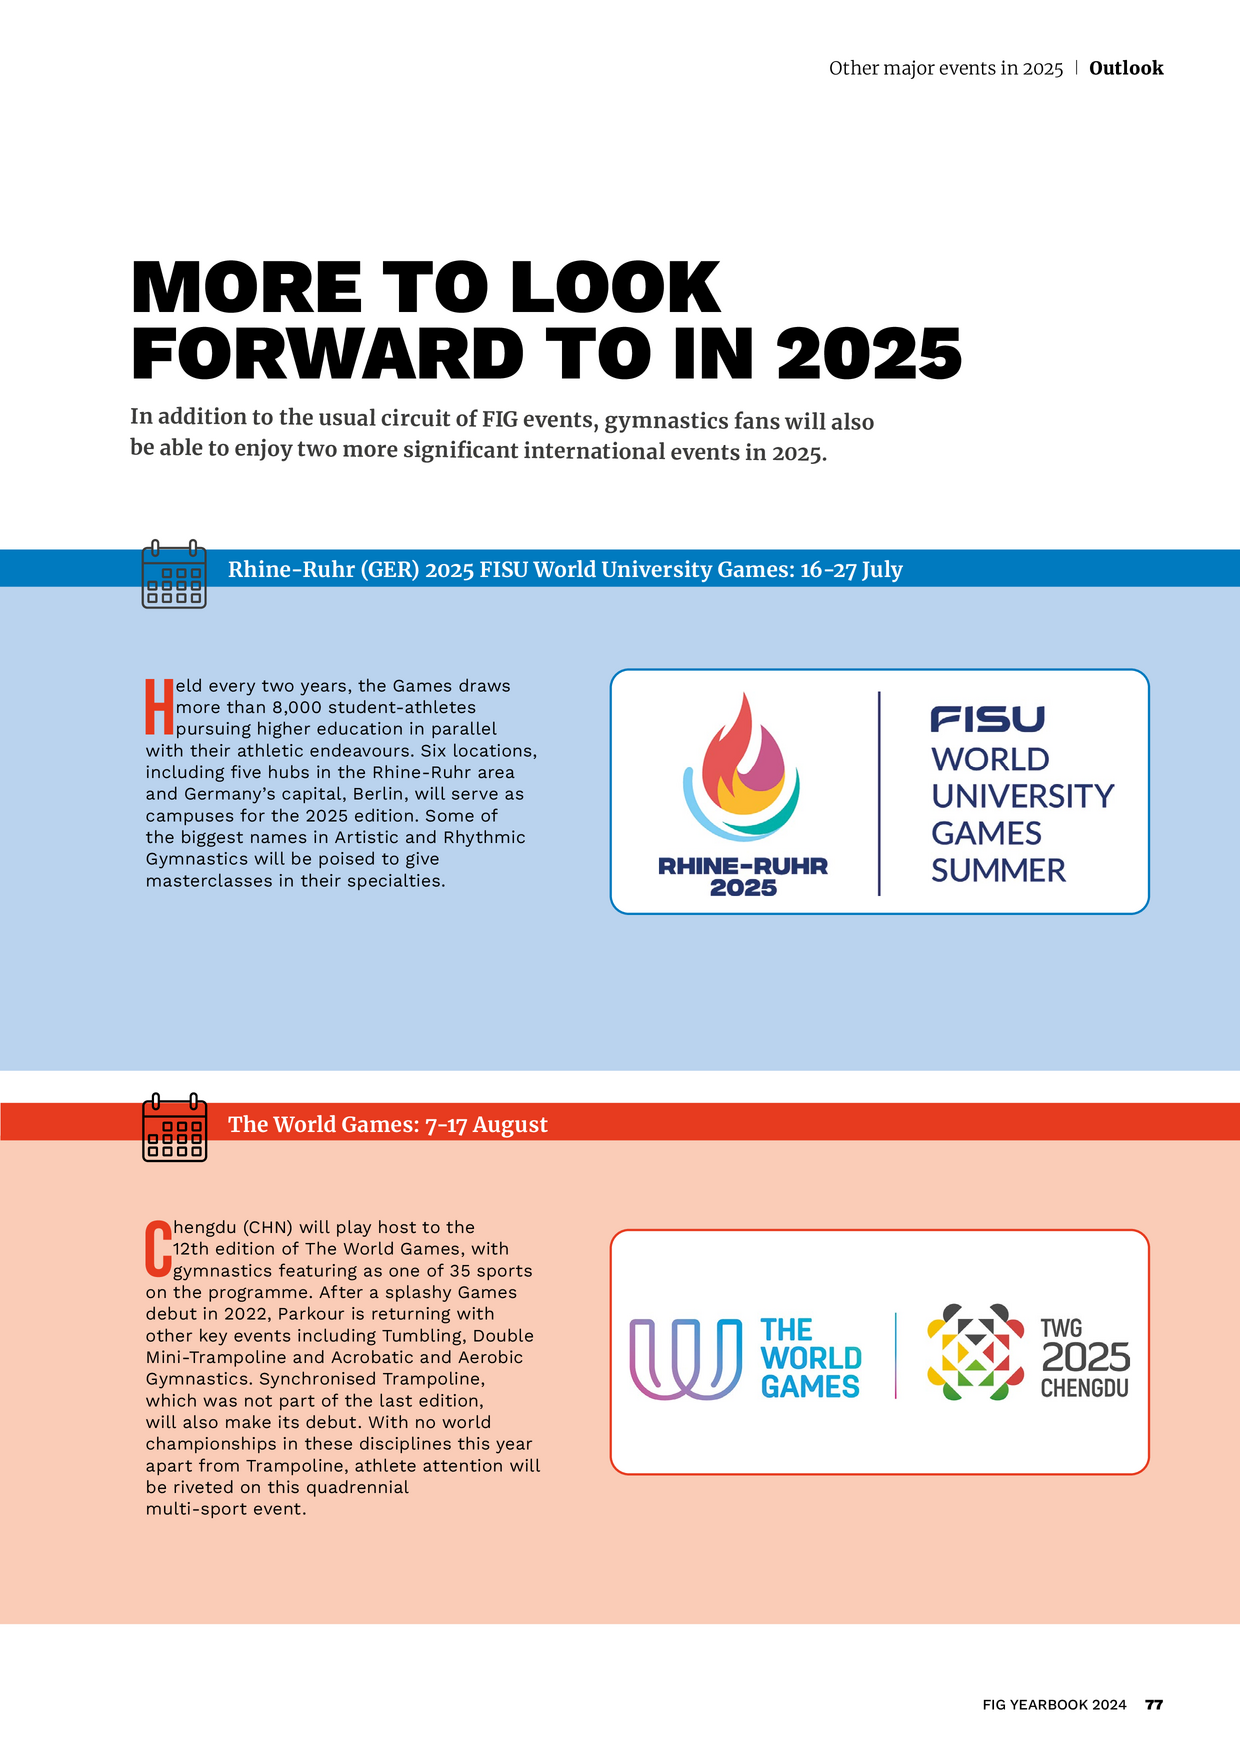 Other major events in 2025 | Outlook
MORE TO LOOK
FORWARD TO IN 2025
In addition to the usual circuit of FIG events, gymnastics fans will also
be able to enjoy two more significant international events in 2025.
Rhine-Ruhr (GER) 2025 FISU World University Games: 16-27 July
Held every two years, the Games draws
more than 8,000 student-athletes
pursuing higher education in parallel
with their athletic endeavours. Six locations,
including five hubs in the Rhine-Ruhr area
and Germany's capital, Berlin, will serve as
campuses for the 2025 edition. Some of
the biggest names in Artistic and Rhythmic
Gymnastics will be poised to give
masterclasses in their specialties.
RHINE-RUHR
2025
FISU
WORLD
UNIVERSITY
GAMES
SUMMER
The World Games: 7-17 August
Chengdu (CHN) will play host to the
12th edition of The World Games, with
gymnastics featuring as one of 35 sports
on the programme. After a splashy Games
debut in 2022, Parkour is returning with
other key events including Tumbling, Double
Mini-Trampoline and Acrobatic and Aerobic
Gymnastics. Synchronised Trampoline,
which was not part of the last edition,
will also make its debut. With no world
championships in these disciplines this year
apart from Trampoline, athlete attention will
be riveted on this quadrennial
multi-sport event.
THE
WORLD
GAMES
TWG
2025
CHENGDU
FIG YEARBOOK 2024 77